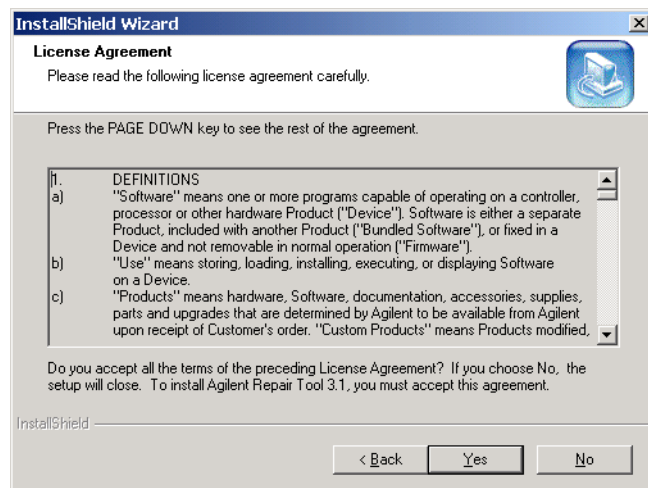 InstallShield Wizard
License Agreement
Please read the following license agreement carefully.
Press the PAGE DOWN key to see the rest of the agreement.
1. DEFINITIONS
a) "Software" means one or more programs capable of operating on a controller,
processor or other hardware Product ("Device"). Software is either a separate
Product, included with another Product ("Bundled Software"), or fixed in a
Device and not removable in normal operation ("Firmware").
b) "Use" means storing, loading, installing, executing, or displaying Software
on a Device.
c) "Products" means hardware, Software, documentation, accessories, supplies,
parts and upgrades that are determined by Agilent to be available from Agilent
upon receipt of Customer's order. "Custom Products" means Products modified,
Do you accept all the terms of the preceding License Agreement? If you choose No, the
setup will close. To install Agilent Repair Tool 3.1, you must accept this agreement.
InstallShield
< Back Yes No